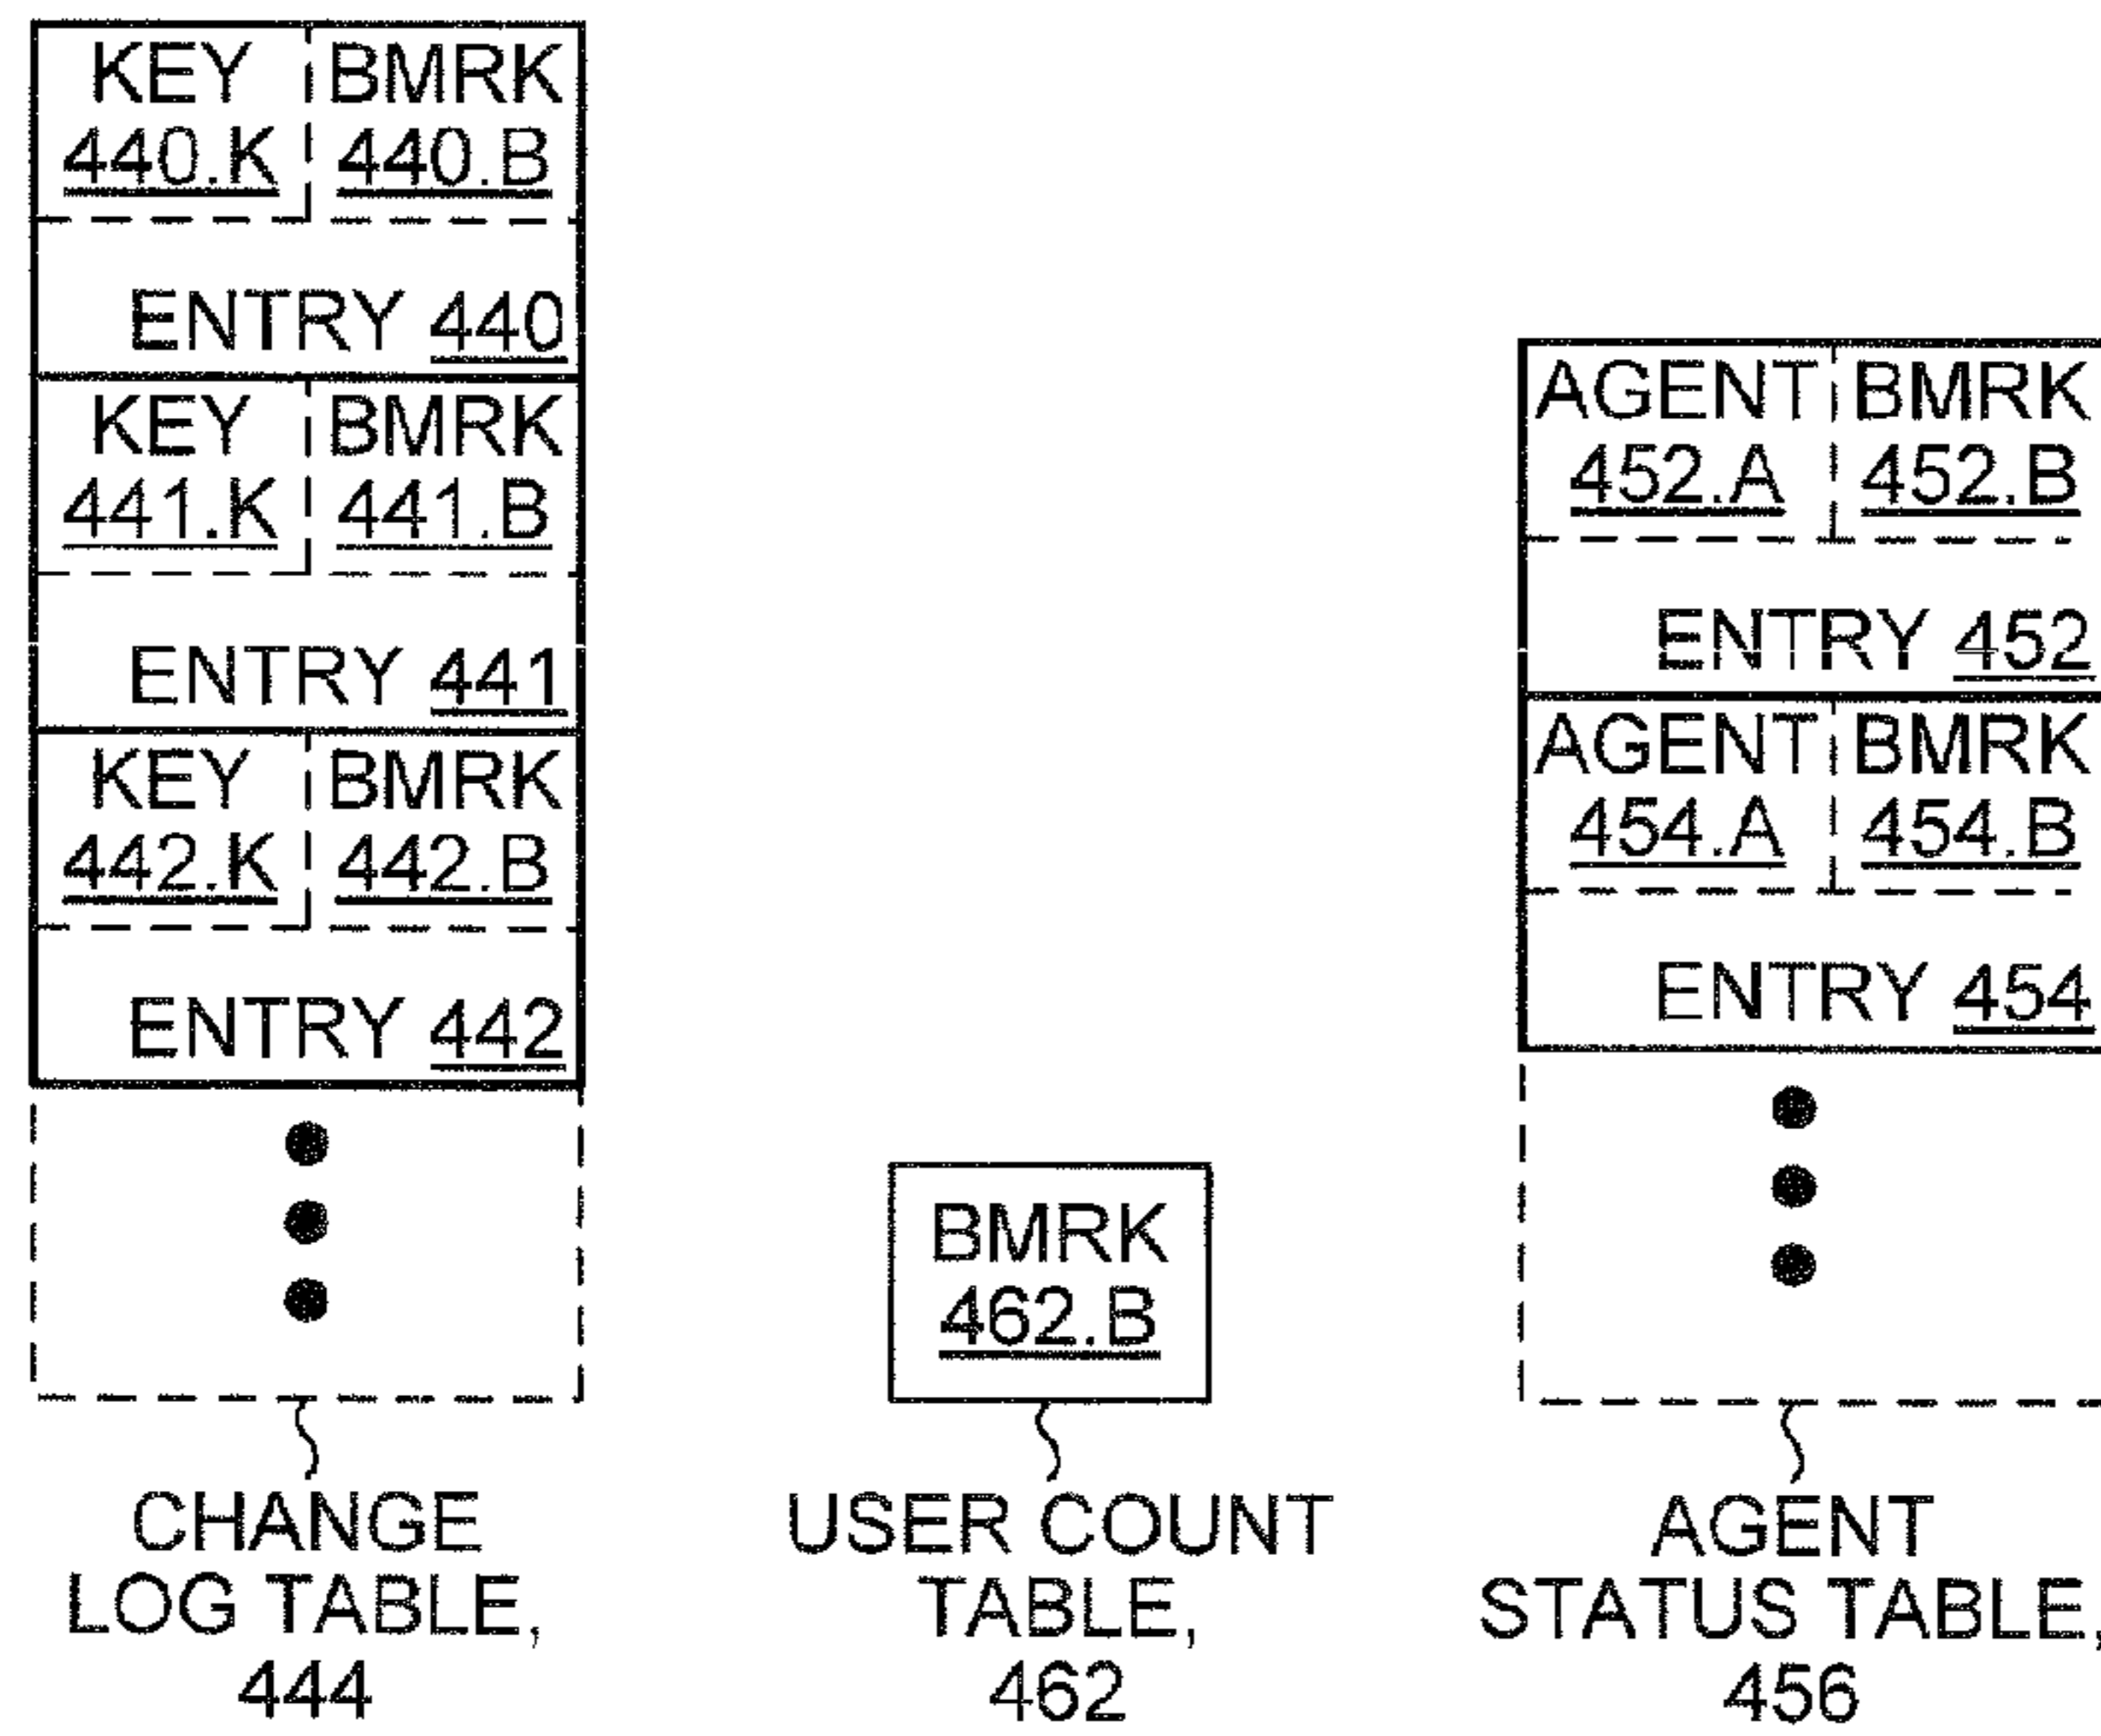 KEY BMRK
440.K 440.B
ENTRY 440
KEY BMRK
441.K 441.B
ENTRY 441
KEY BMRK
442.K 442.B
ENTRY 442
CHANGE
LOG TABLE,
444
BMRK
462.B
USER COUNT
TABLE,
462
AGENT BMRK
452.A 452.B
ENTRY 452
AGENT BMRK
454.A 454.B
ENTRY 454
AGENT
STATUS TABLE,
456